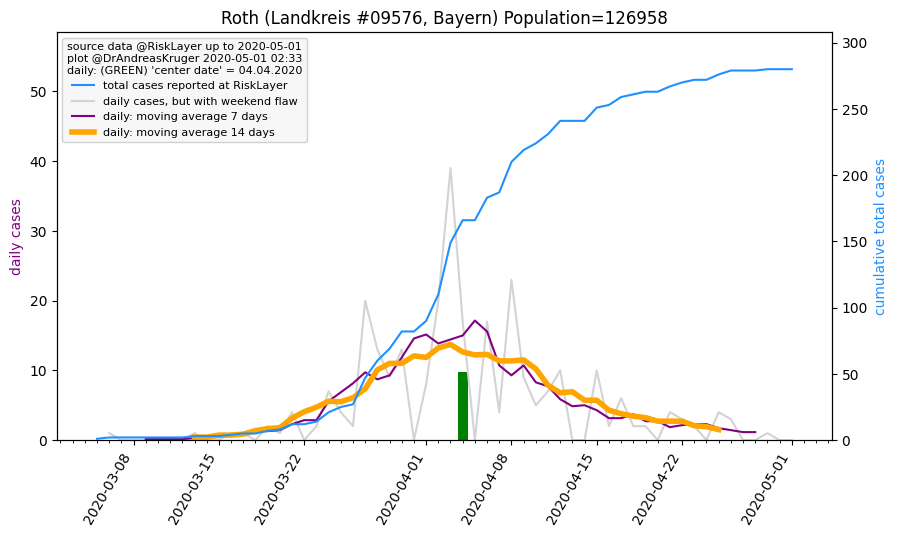 Roth (Landkreis #09576, Bayern) Population=126958
source data @RiskLayer up to 2020-05-01
plot @DrAndreasKruger 2020-05-01 02:33
daily: (GREEN) 'center date' = 04.04.2020
total cases reported at RiskLayer
daily cases, but with weekend flaw
daily: moving average 7 days
daily: moving average 14 days
daily cases
0
10
20
30
40
50
cumulative total cases
0
50
100
150
200
250
300
2020-03-08
2020-03-15
2020-03-22
2020-04-01
2020-04-08
2020-04-15
2020-04-22
2020-05-01